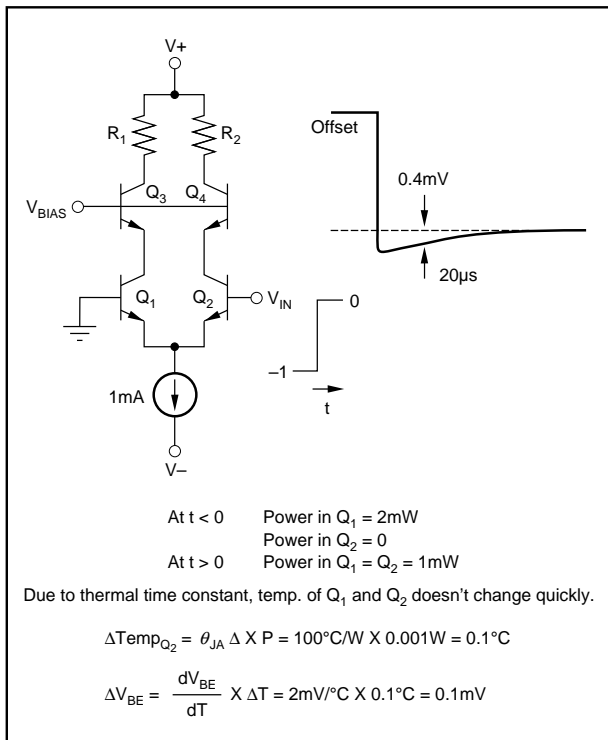 V+
R1
R2
Offset
Q3
Q4
0.4mV
VBIAS
20µs
Q1
Q2
VIN
0
–1
1mA
t
V–
At t < 0 Power in Q1 = 2mW
Power in Q2 = 0
At t > 0 Power in Q1 = Q2 = 1mW
Due to thermal time constant, temp. of Q1 and Q2 doesn't change quickly.
ΔTempQ2 = θJA Δ X P = 100°C/W X 0.001W = 0.1°C
ΔVBE = dVBE/dT X ΔT = 2mV/°C X 0.1°C = 0.1mV